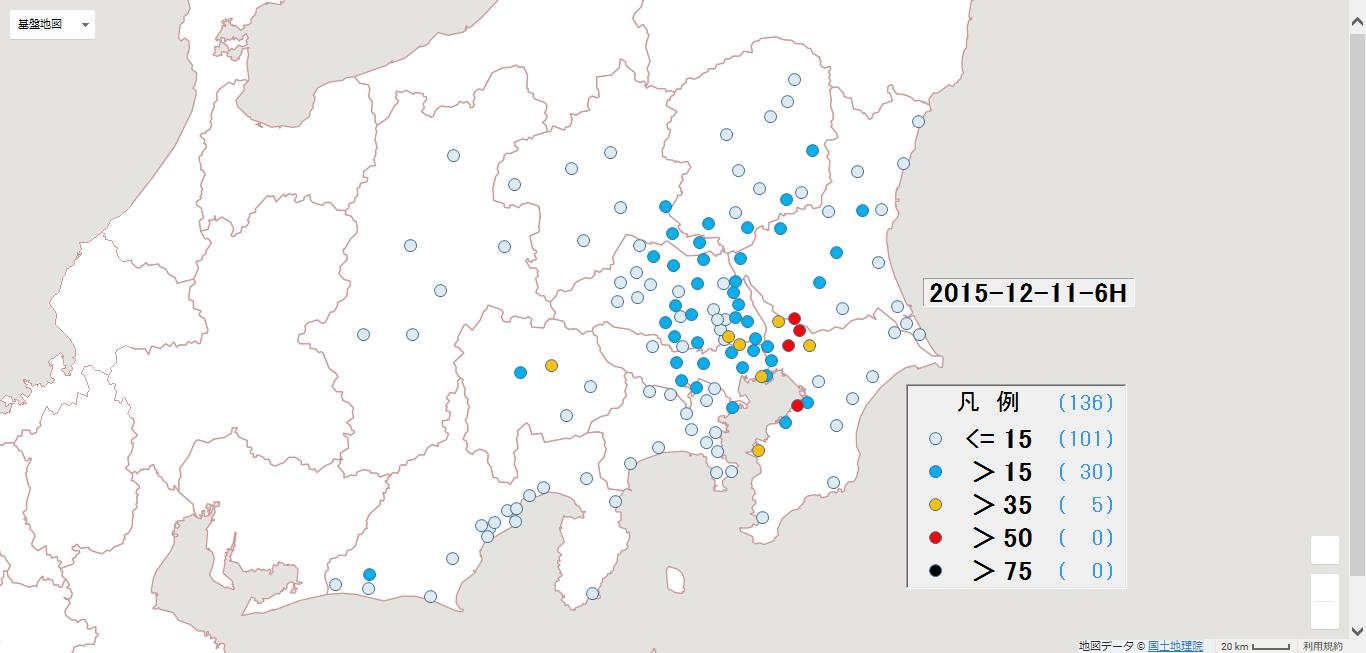 基盤地図
2015-12-11-6H
凡 例 (136)
<= 15 (101)
> 15 ( 30)
> 35 ( 5)
> 50 ( 0)
> 75 ( 0)
地図データ © 国土地理院 20 km 利用規約